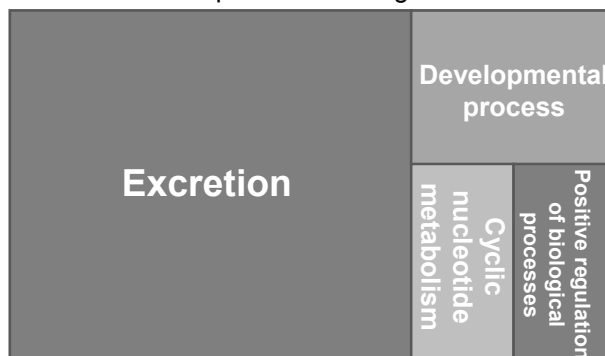 Excretion
Developmental
process
Cyclic
nucleotide
metabolism
Positive regulation
of biological
processes